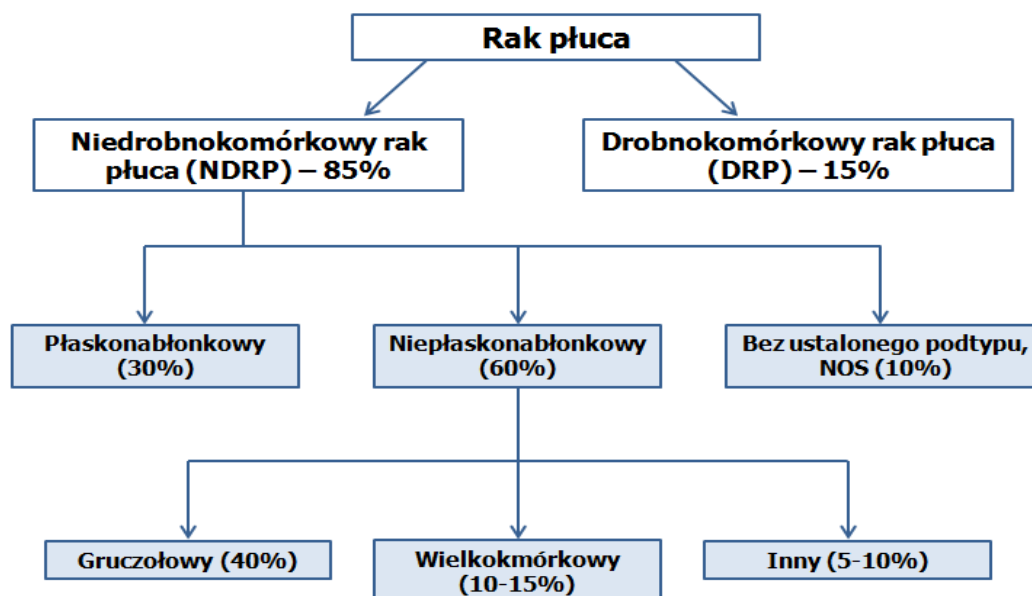 Rak płuca
Niedrobnokomórkowy rak
płuca (NDRP) – 85%
Drobnokomórkowy rak płuca
(DRP) – 15%
Płaskonabłonkowy
(30%)
Niepłaskonabłonkowy
(60%)
Bez ustalonego podtypu,
NOS (10%)
Gruczołowy (40%)
Wielkokmórkowy
(10-15%)
Inny (5-10%)